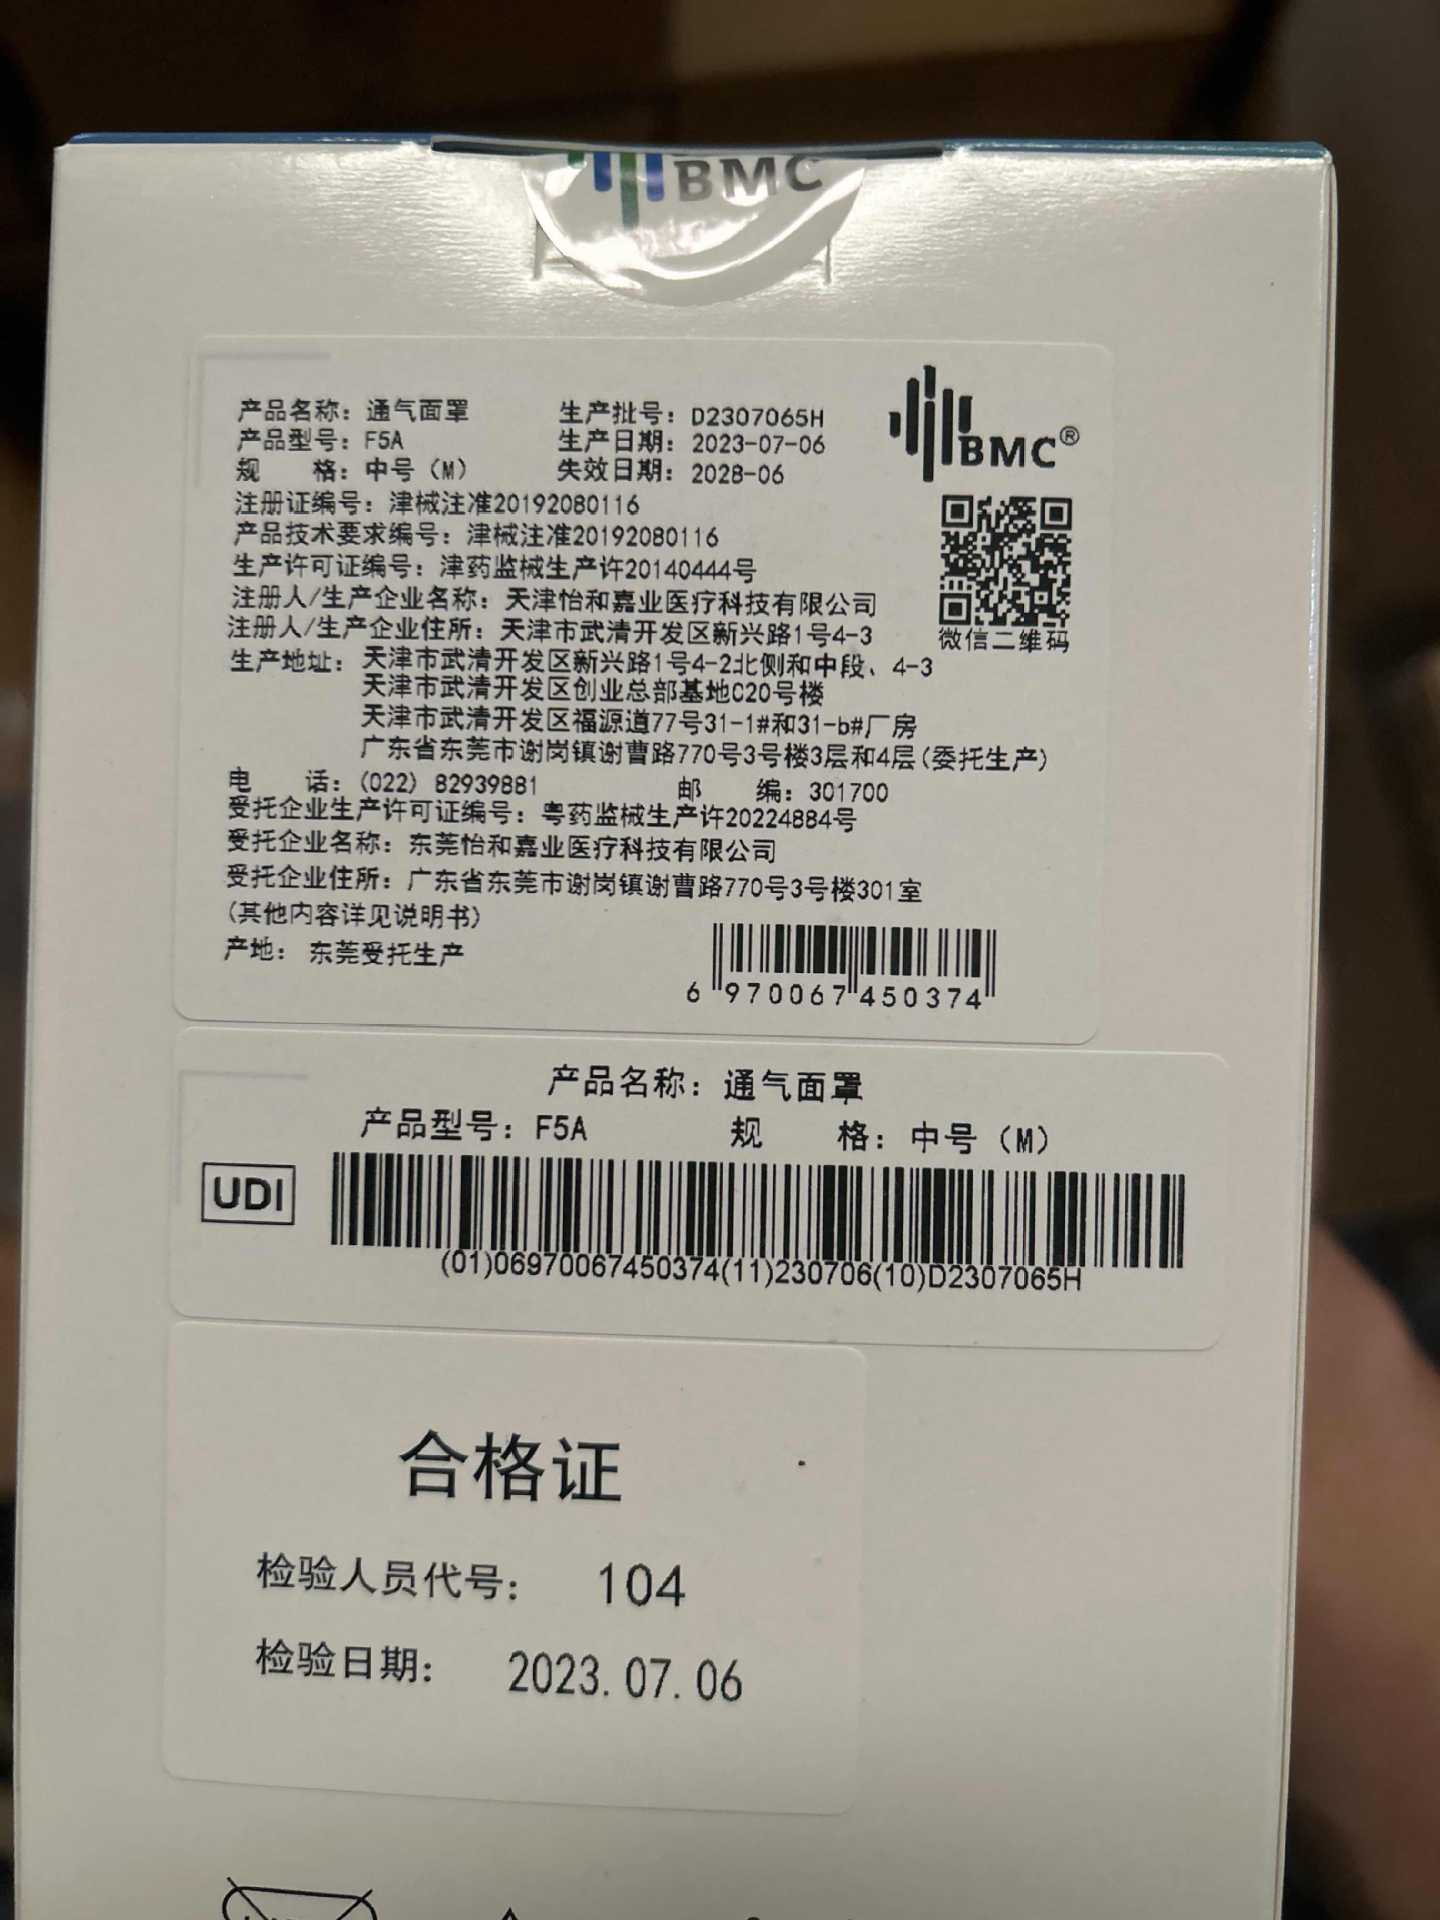 BMC
产品名称：通气面罩 生产批号：D2307065H
产品型号：F5A 生产日期：2023-07-06
规 格：中号（M） 失效日期：2028-06
BMC®
注册证编号：津械注准20192080116
产品技术要求编号：津械注准20192080116
生产许可证编号：津药监械生产许20140444号
注册人/生产企业名称：天津怡和嘉业医疗科技有限公司
注册人/生产企业住所：天津市武清开发区新兴路1号4-3
微信二维码
生产地址：天津市武清开发区新兴路1号4-2北侧和中段、4-3
天津市武清开发区创业总部基地C20号楼
天津市武清开发区福源道77号31-1#和31-b#厂房
广东省东莞市谢岗镇谢曹路770号3号楼3层和4层(委托生产)
电 话：(022) 82939881 邮 编：301700
受托企业生产许可证编号：粤药监械生产许20224884号
受托企业名称：东莞怡和嘉业医疗科技有限公司
受托企业住所：广东省东莞市谢岗镇谢曹路770号3号楼301室
(其他内容详见说明书)
产地： 东莞受托生产
6 970067 450374
产品名称：通气面罩
产品型号：F5A 规 格：中号（M）
UDI
(01)06970067450374(11)230706(10)D2307065H
合格证
检验人员代号： 104
检验日期： 2023.07.06